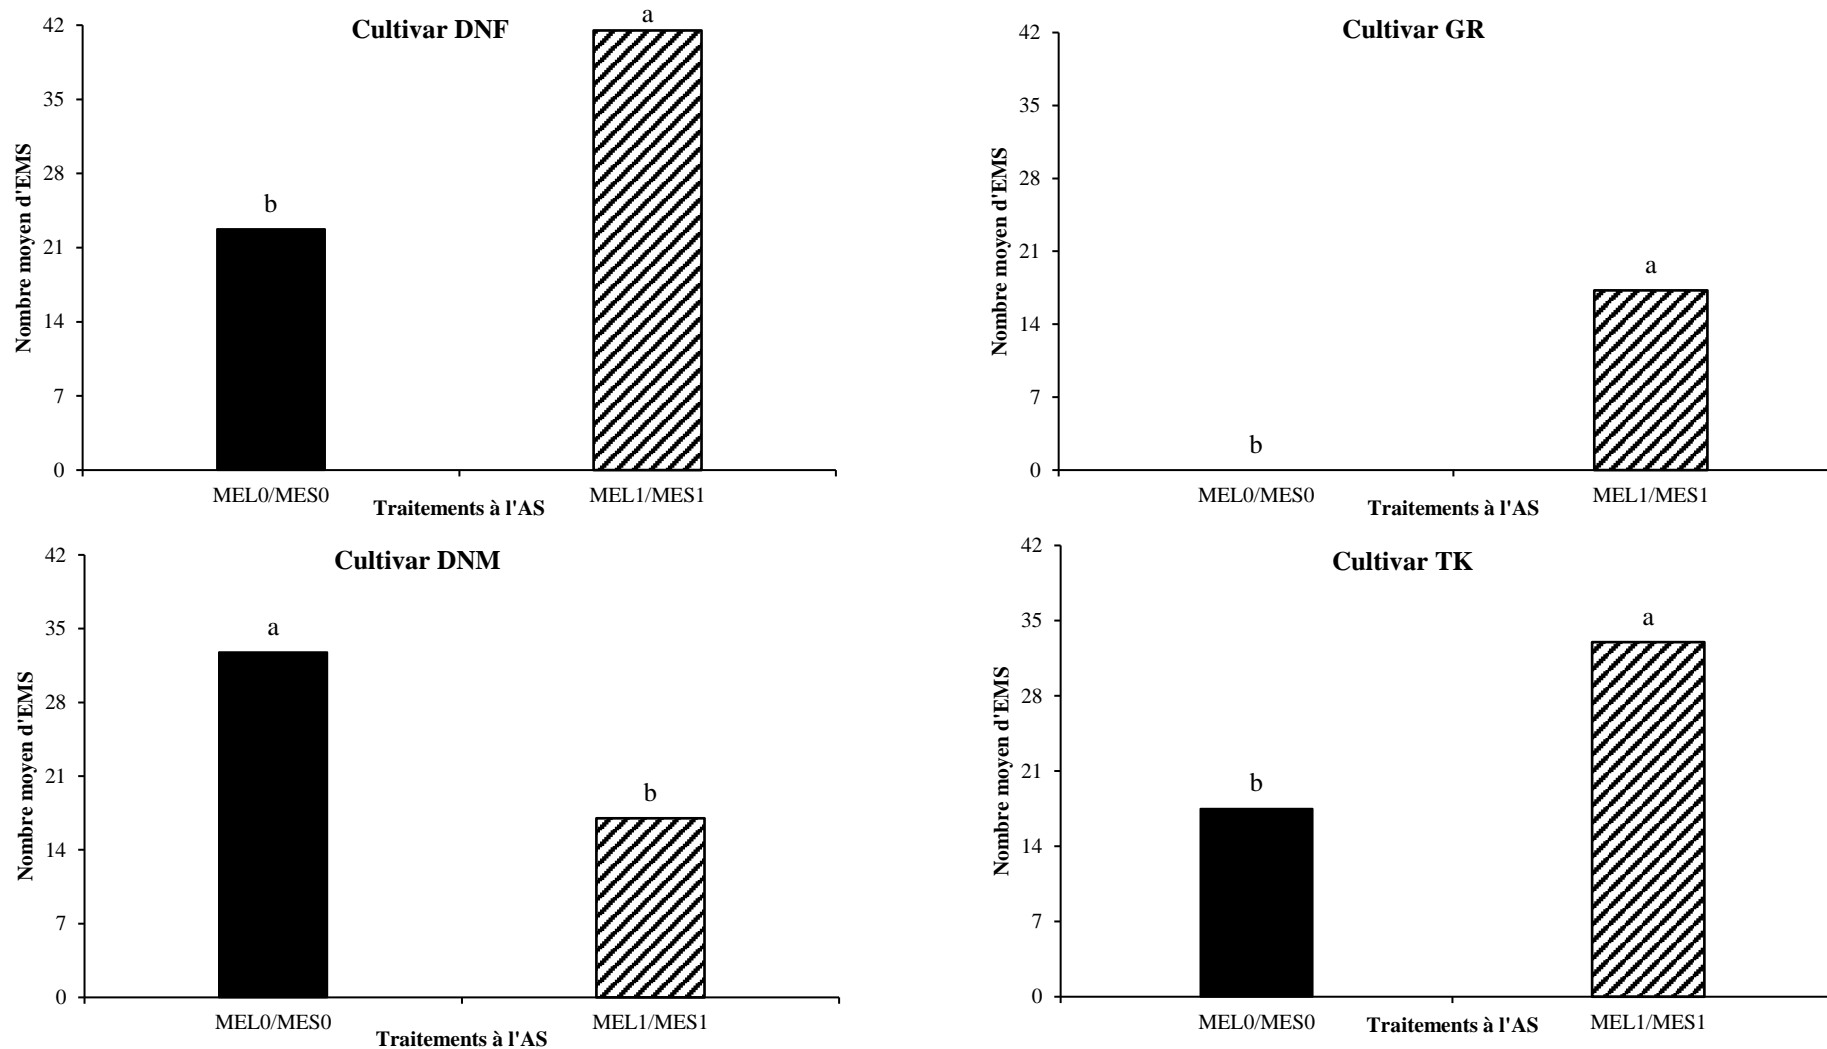 Cultivar DNF
Nombre moyen d'EMS
42
35
28
21
14
7
0
b
a
MEL0/MES0
MEL1/MES1
Traitements à l'AS
Cultivar GR
Nombre moyen d'EMS
42
35
28
21
14
7
0
b
a
MEL0/MES0
MEL1/MES1
Traitements à l'AS
Cultivar DNM
Nombre moyen d'EMS
42
35
28
21
14
7
0
a
b
MEL0/MES0
MEL1/MES1
Traitements à l'AS
Cultivar TK
Nombre moyen d'EMS
42
35
28
21
14
7
0
b
a
MEL0/MES0
MEL1/MES1
Traitements à l'AS